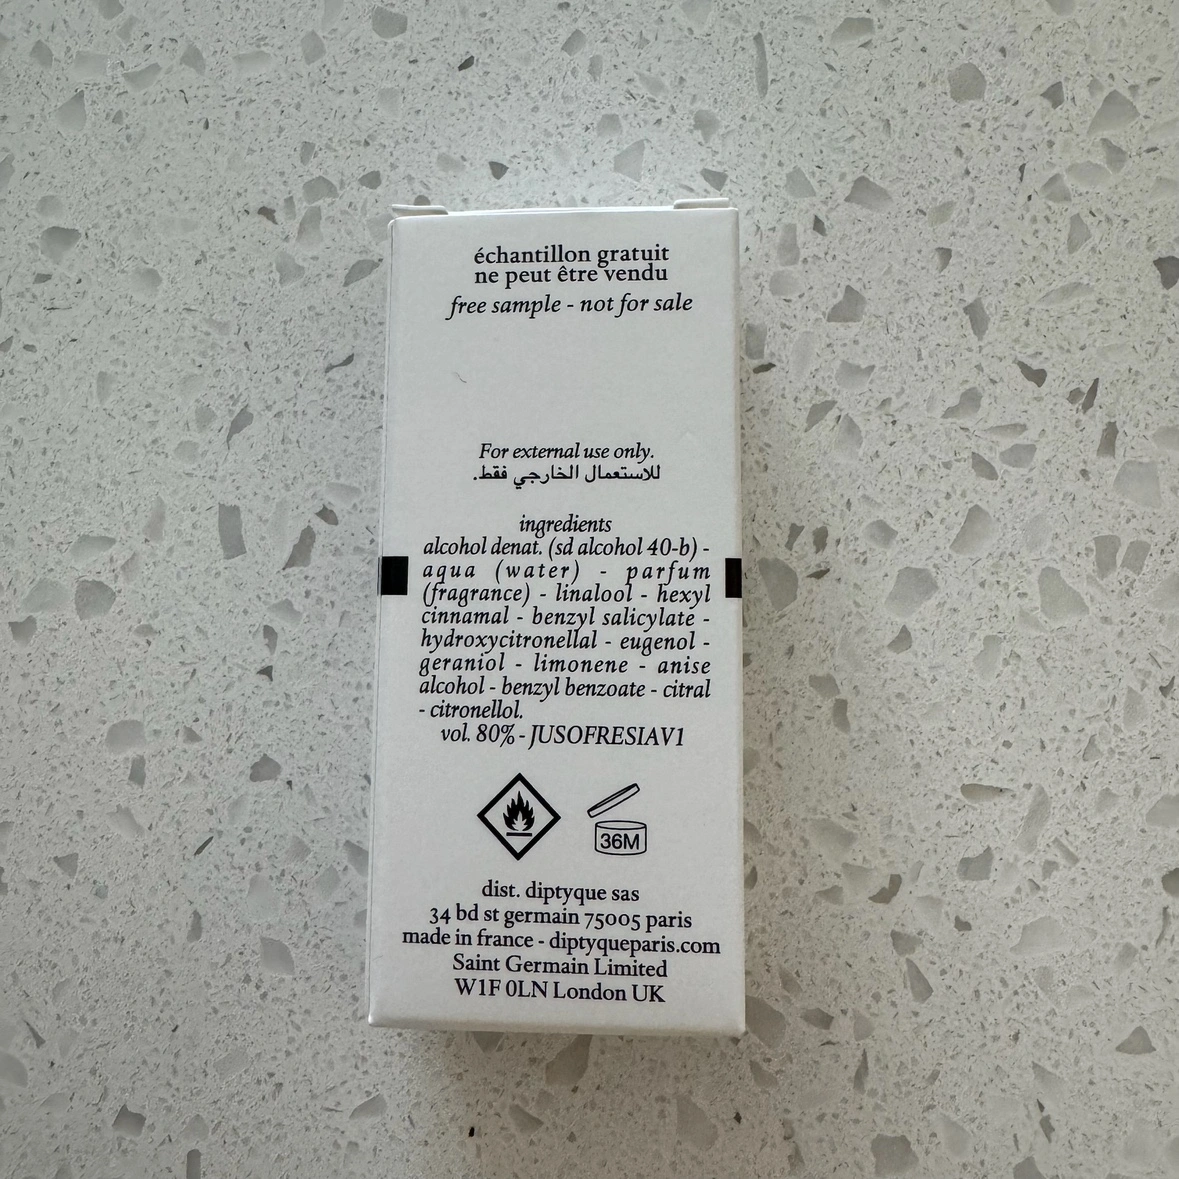 échantillon gratuit
ne peut être vendu
free sample - not for sale
For external use only.
للاستعمال الخارجي فقط.
ingredients
alcohol denat. (sd alcohol 40-b) -
aqua (water) - parfum
(fragrance) - linalool - hexyl
cinnamal - benzyl salicylate -
hydroxycitronellal - eugenol -
geraniol - limonene - anise
alcohol - benzyl benzoate - citral
- citronellol.
vol. 80% - JUSOFRESIAV1
36M
dist. diptyque sas
34 bd st germain 75005 paris
made in france - diptyqueparis.com
Saint Germain Limited
W1F 0LN London UK